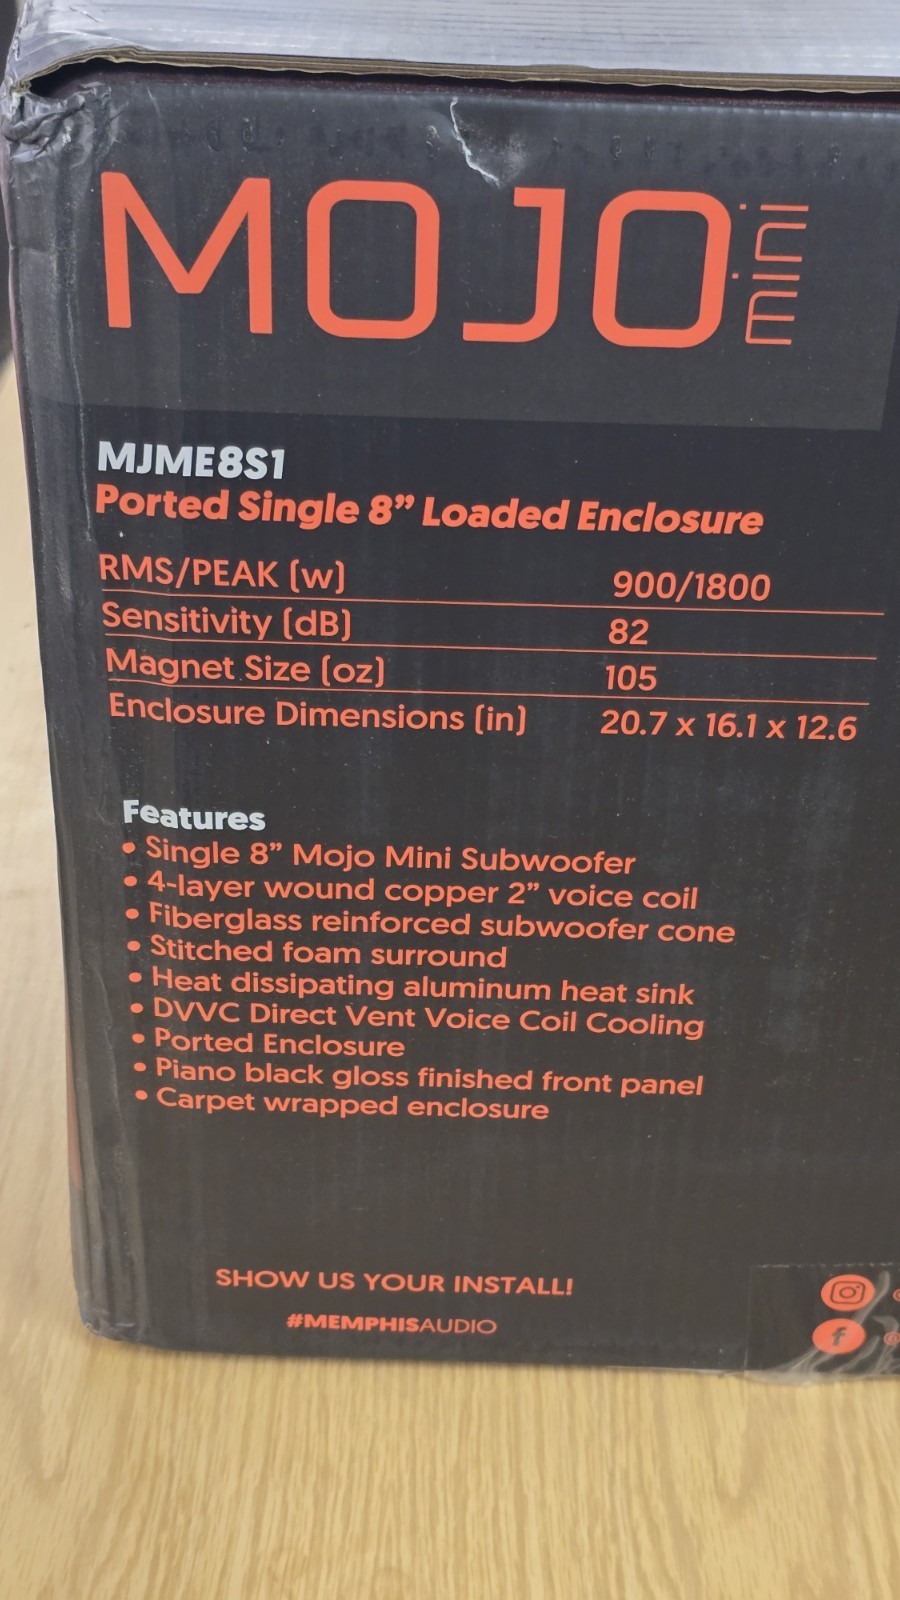 MOJO mini
MJME8S1
Ported Single 8” Loaded Enclosure
RMS/PEAK (w) 900/1800
Sensitivity (dB) 82
Magnet Size (oz) 105
Enclosure Dimensions (in) 20.7 x 16.1 x 12.6
Features
• Single 8” Mojo Mini Subwoofer
• 4-layer wound copper 2” voice coil
• Fiberglass reinforced subwoofer cone
• Stitched foam surround
• Heat dissipating aluminum heat sink
• DVVC Direct Vent Voice Coil Cooling
• Ported Enclosure
• Piano black gloss finished front panel
• Carpet wrapped enclosure
SHOW US YOUR INSTALL!
#MEMPHISAUDIO